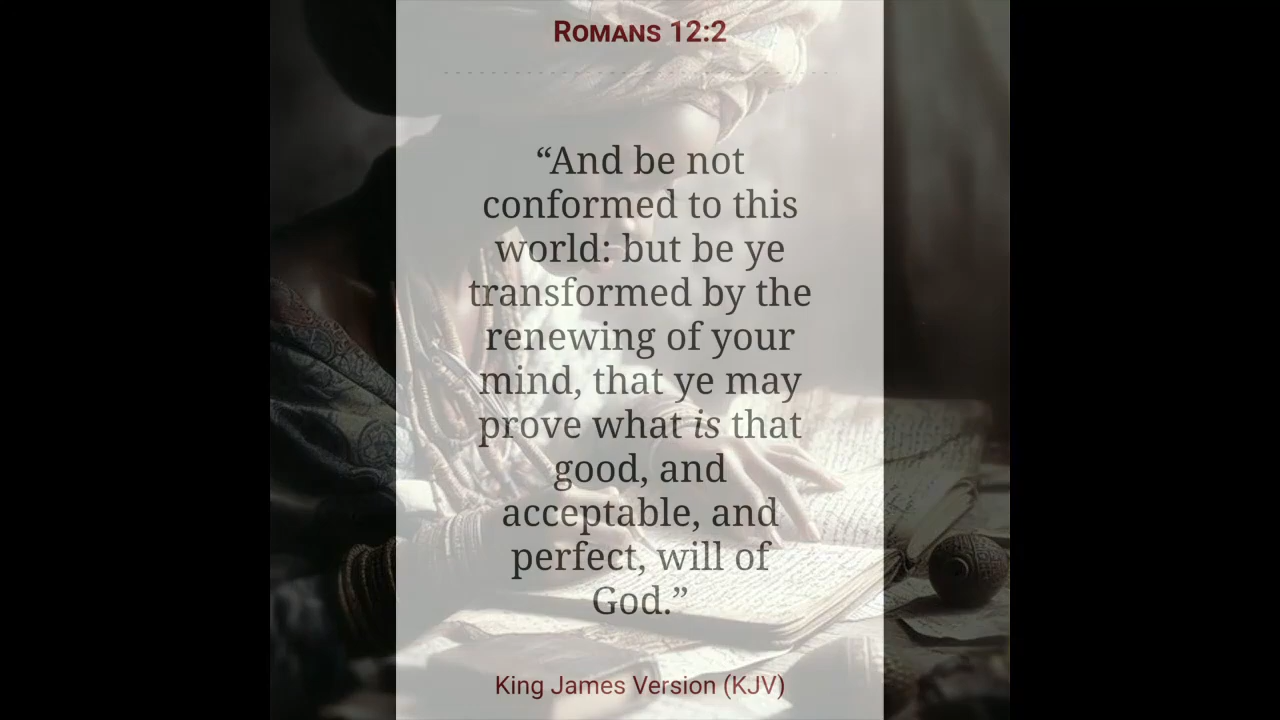 Romans 12:2
“And be not
conformed to this
world: but be ye
transformed by the
renewing of your
mind, that ye may
prove what is that
good, and
acceptable, and
perfect, will of
God.”
King James Version (KJV)